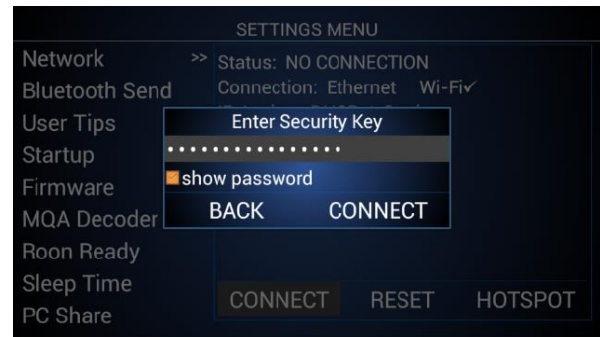 SETTINGS MENU
Network >>
Bluetooth Send
User Tips
Startup
Firmware
MQA Decoder
Roon Ready
Sleep Time
PC Share
Status: NO CONNECTION
Connection: Ethernet Wi-Fi✓
Enter Security Key
••••••••••••••••
show password
BACK CONNECT
CONNECT RESET HOTSPOT